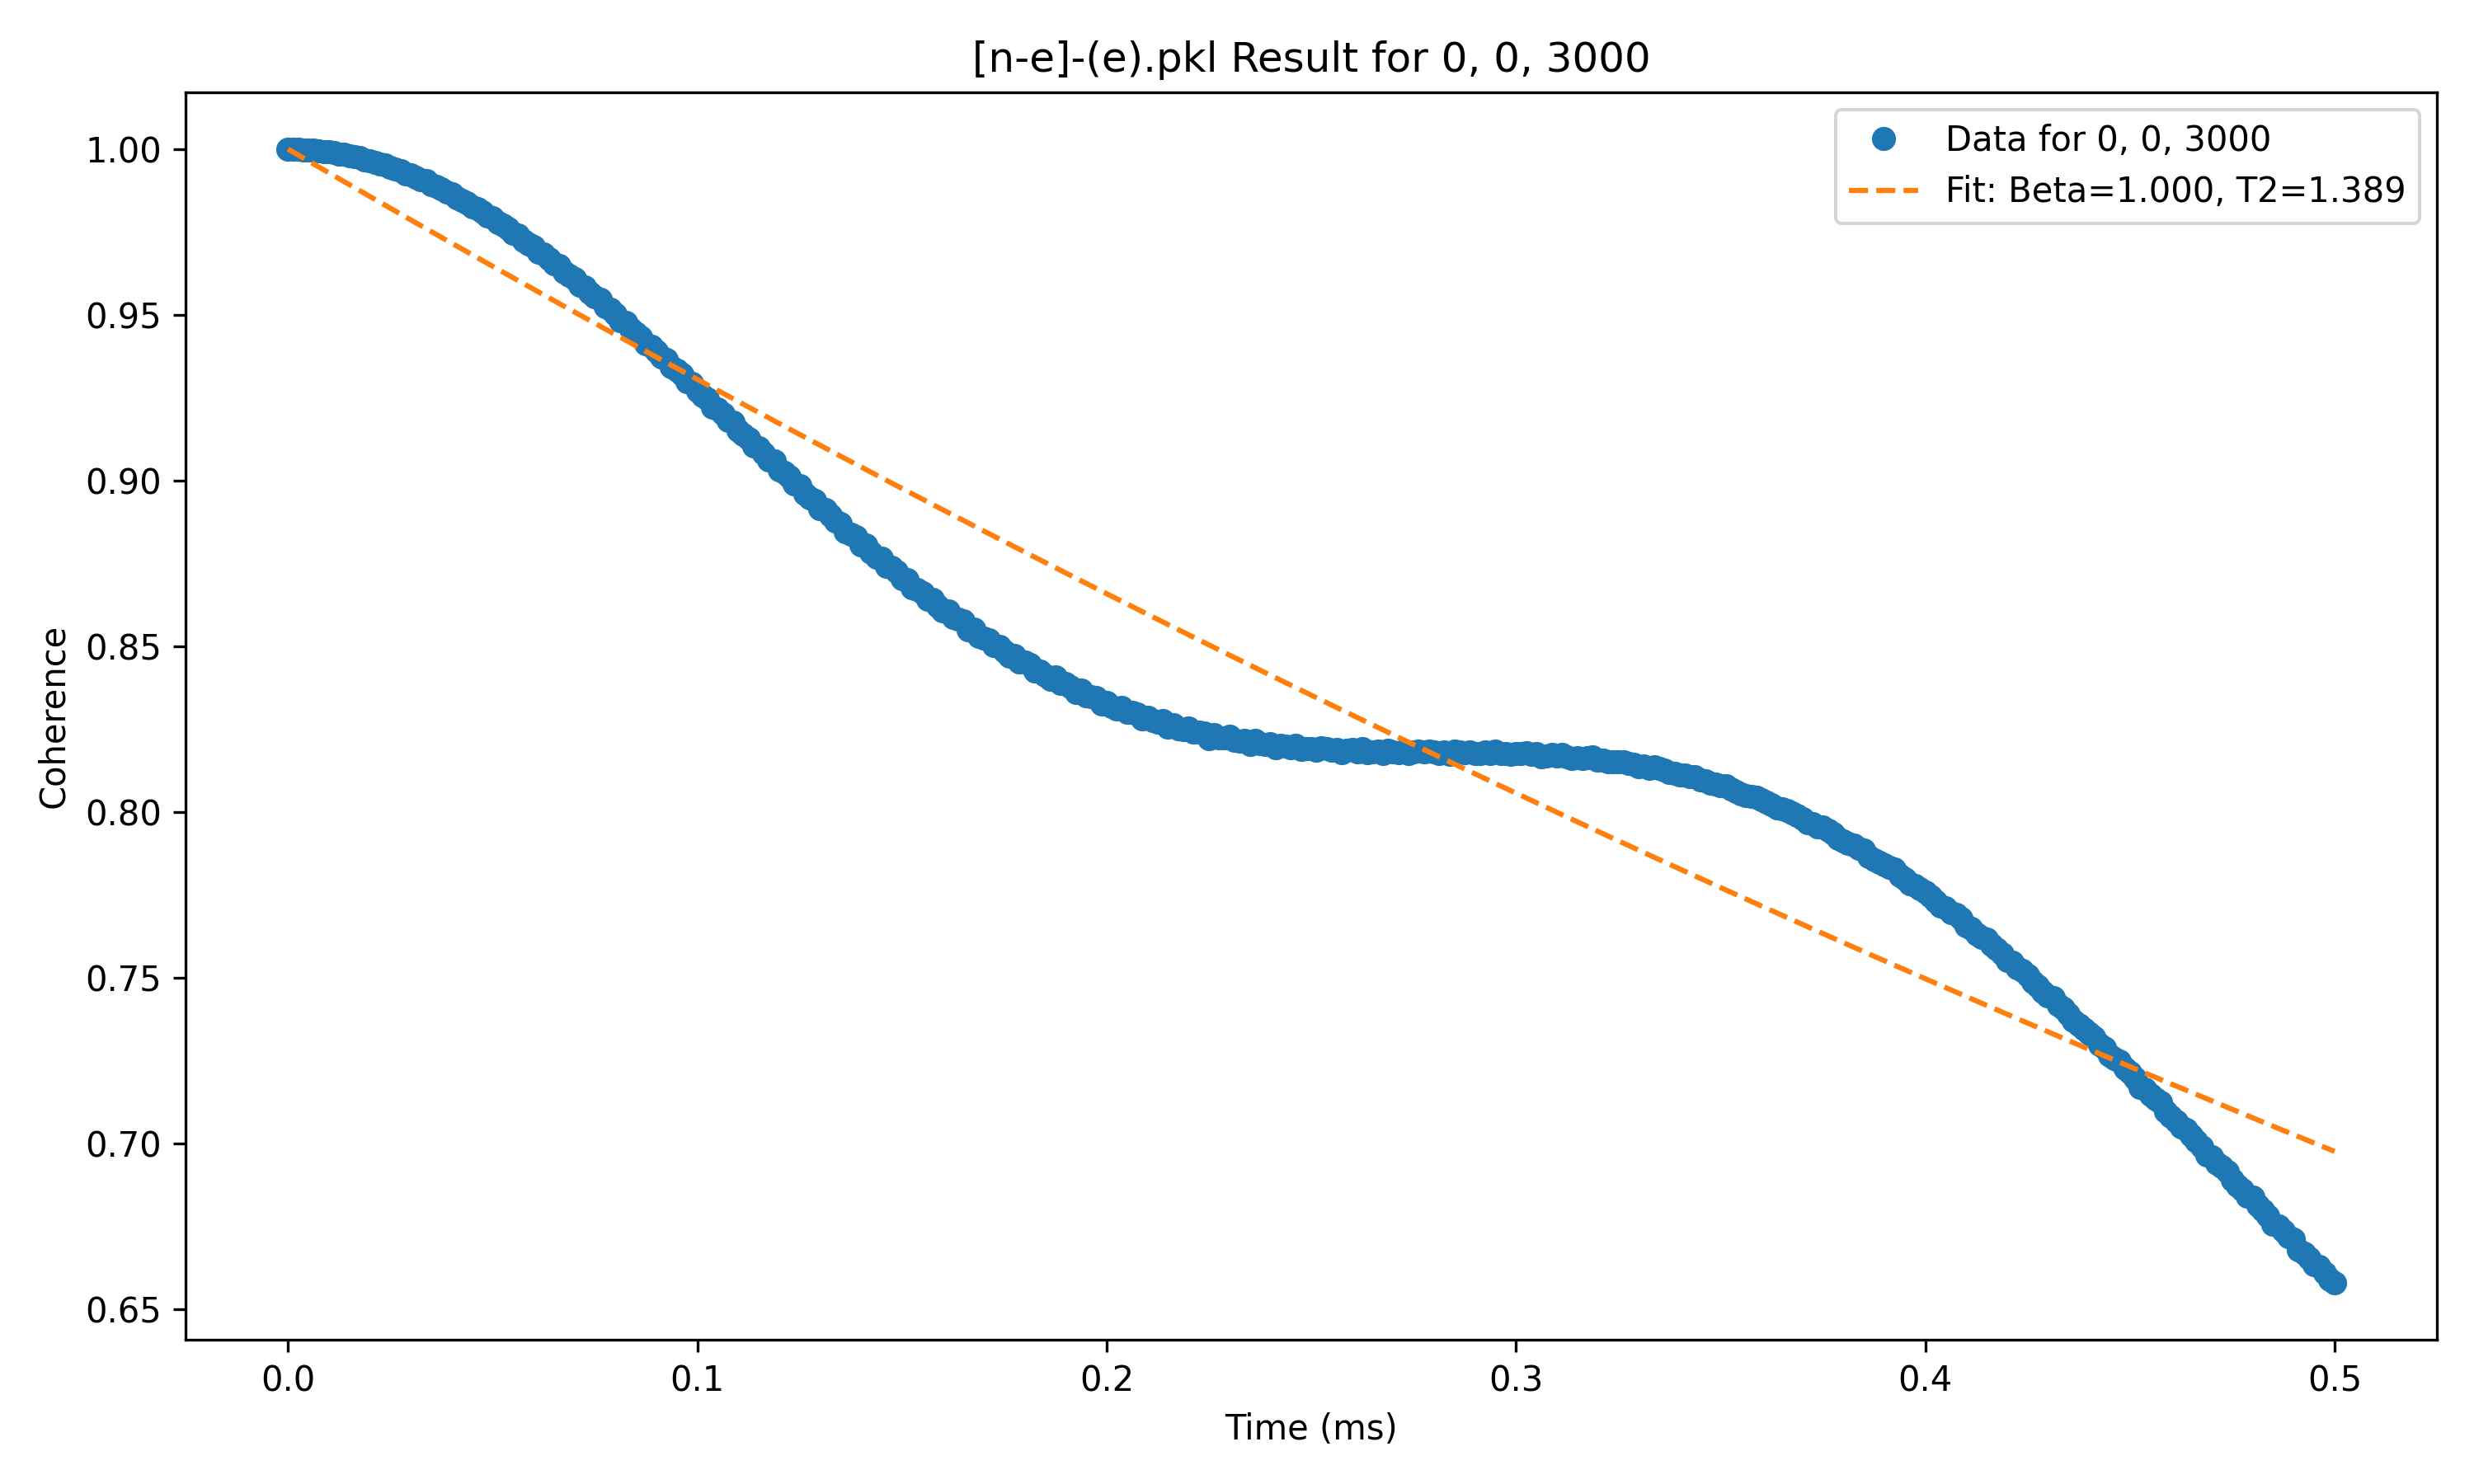 [n-e]-(e).pkl Result for 0, 0, 3000
Data for 0, 0, 3000
Fit: Beta=1.000, T2=1.389
Coherence
1.00
0.95
0.90
0.85
0.80
0.75
0.70
0.65
0.0 0.1 0.2 0.3 0.4 0.5
Time (ms)